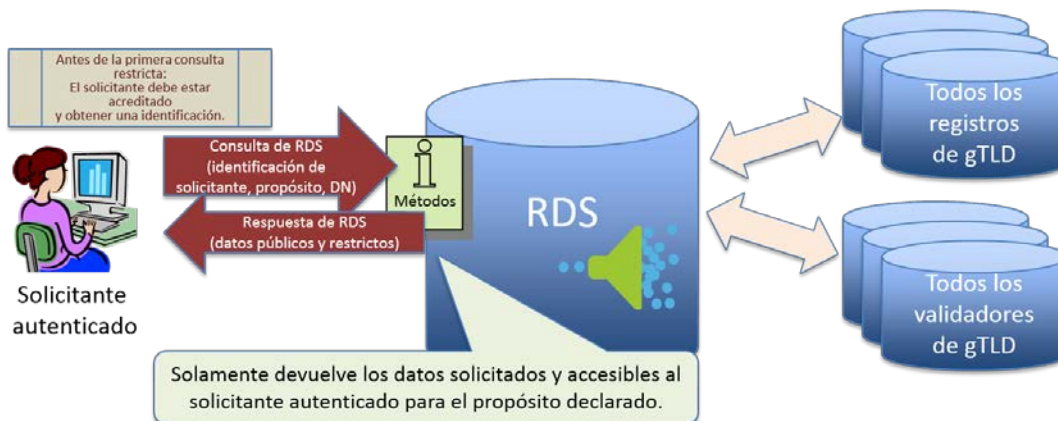 Antes de la primera consulta
restricta:
El solicitante debe estar
acreditado
y obtener una identificación.
Consulta de RDS
(identificación de
solicitante, propósito, DN)
Métodos
Respuesta de RDS
(datos públicos y restrictos)
Solicitante
autenticado
RDS
Todos los
registros
de gTLD
Todos los
validadores
de gTLD
Solamente devuelve los datos solicitados y accesibles al
solicitante autenticado para el propósito declarado.